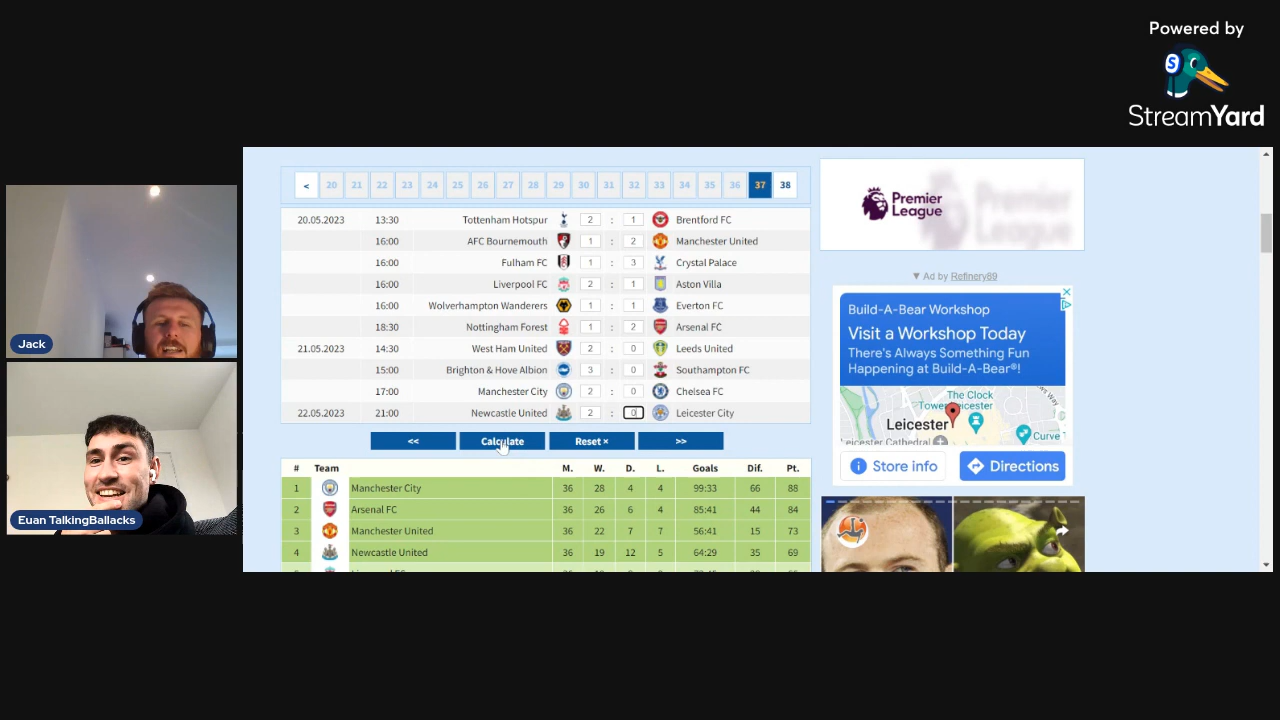 Powered by
StreamYard
Jack
Euan TalkingBallacks
< 20 21 22 23 24 25 26 27 28 29 30 31 32 33 34 35 36 37 38
20.05.2023 13:30 Tottenham Hotspur 2 : 1 Brentford FC
16:00 AFC Bournemouth 1 : 2 Manchester United
16:00 Fulham FC 1 : 3 Crystal Palace
16:00 Liverpool FC 2 : 1 Aston Villa
16:00 Wolverhampton Wanderers 1 : 1 Everton FC
18:30 Nottingham Forest 1 : 2 Arsenal FC
21.05.2023 14:30 West Ham United 2 : 0 Leeds United
15:00 Brighton & Hove Albion 3 : 0 Southampton FC
17:00 Manchester City 2 : 0 Chelsea FC
22.05.2023 21:00 Newcastle United 2 : 0 Leicester City
<< Calculate Reset × >>
# Team M. W. D. L. Goals Dif. Pt.
1 Manchester City 36 28 4 4 99:33 66 88
2 Arsenal FC 36 26 6 4 85:41 44 84
3 Manchester United 36 22 7 7 56:41 15 73
4 Newcastle United 36 19 12 5 64:29 35 69
Premier
League
▼ Ad by Refinery89
Build-A-Bear Workshop
Visit a Workshop Today
There's Always Something Fun
Happening at Build-A-Bear®!
The Clock
Tower
Leicester
Leicester Cathedral
Curve
Store info
Directions